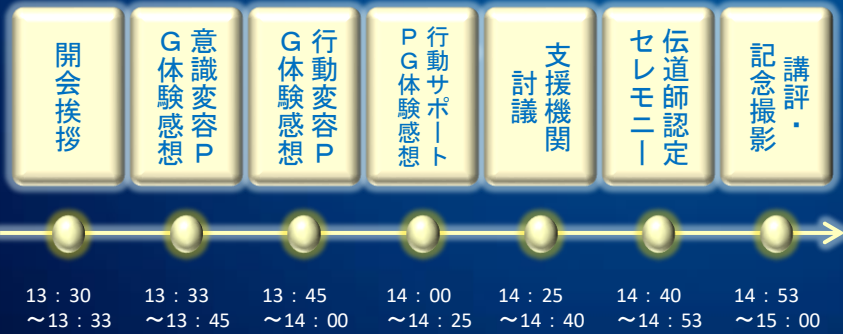 開会挨拶
意識変容P
G体験感想
行動変容P
G体験感想
行動サポート
PG体験感想
支援機関
討議
伝道師認定
セレモニー
講評・
記念撮影
13：30
～13：33
13：33
～13：45
13：45
～14：00
14：00
～14：25
14：25
～14：40
14：40
～14：53
14：53
～15：00